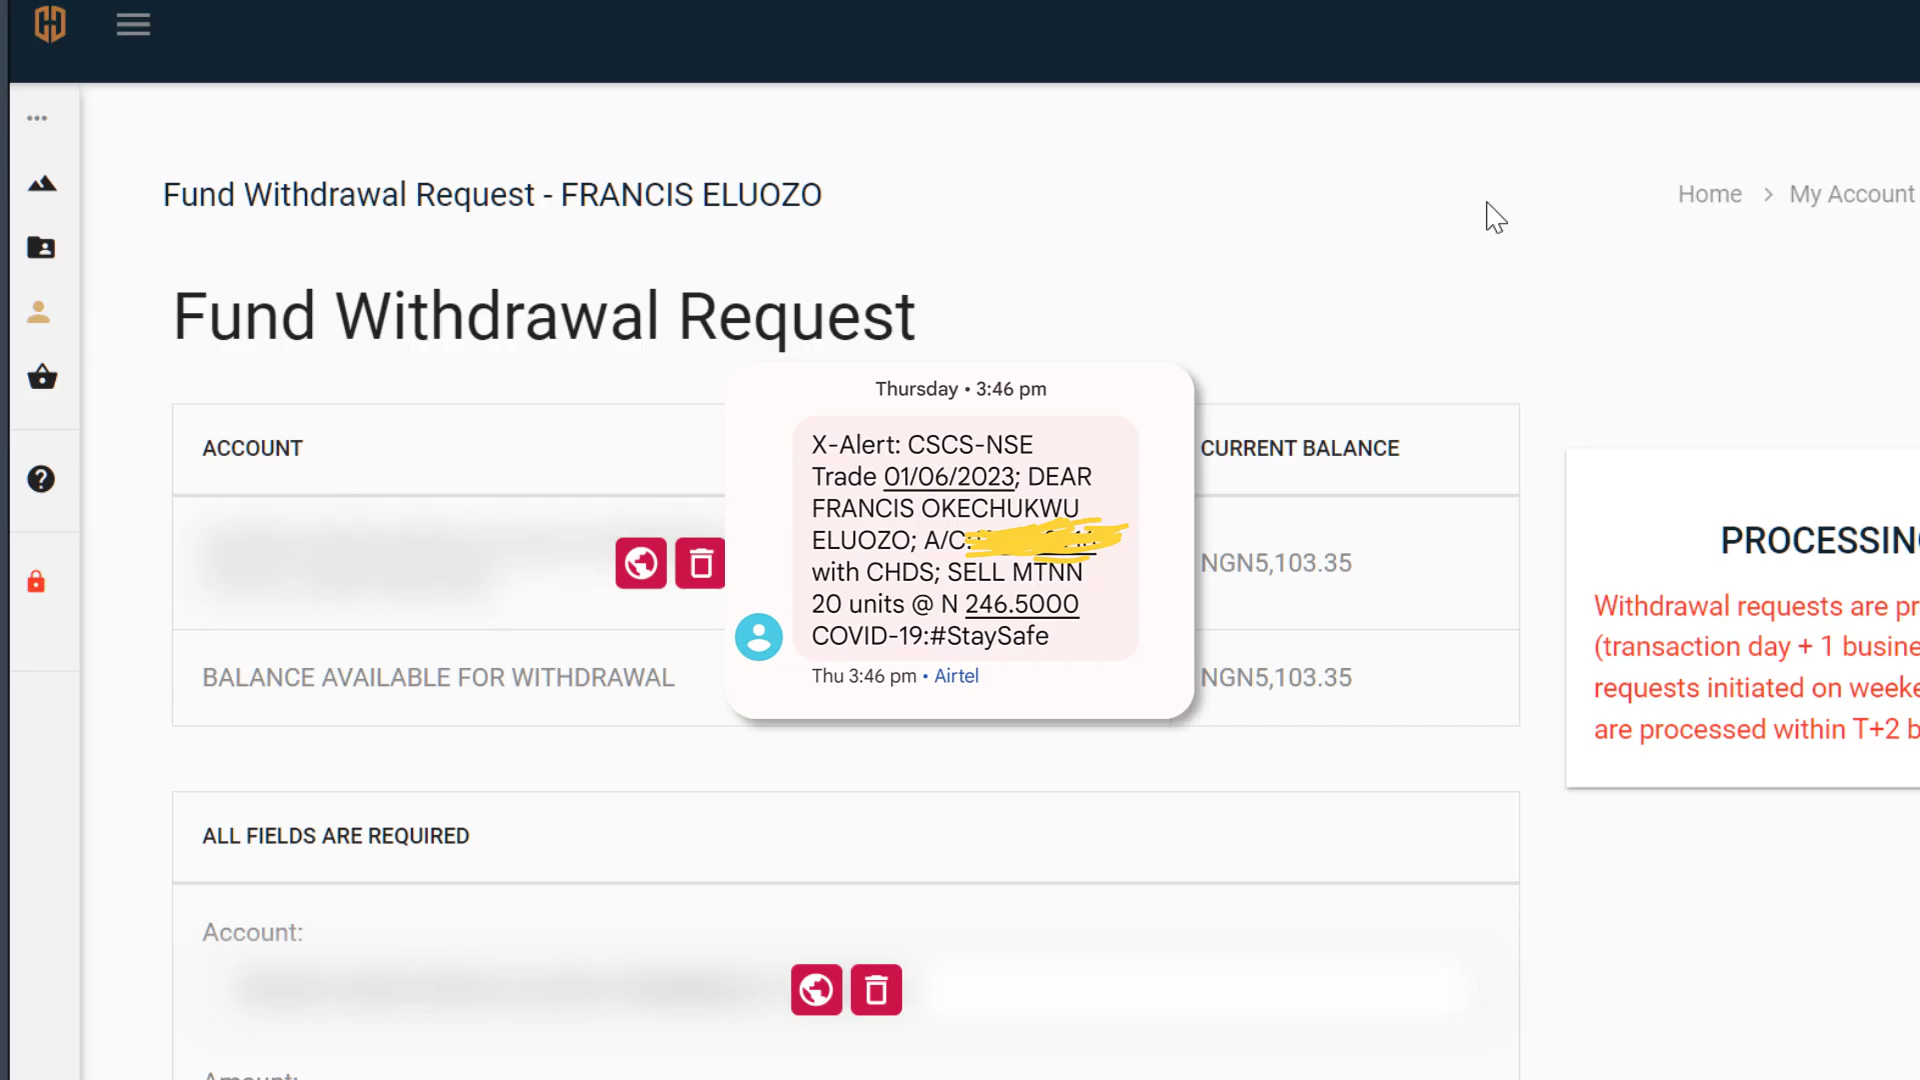 Fund Withdrawal Request - FRANCIS ELUOZO
Home > My Account
Fund Withdrawal Request
ACCOUNT
CURRENT BALANCE
NGN5,103.35
BALANCE AVAILABLE FOR WITHDRAWAL
NGN5,103.35
Thursday • 3:46 pm
X-Alert: CSCS-NSE
Trade 01/06/2023; DEAR
FRANCIS OKECHUKWU
ELUOZO; A/C:
with CHDS; SELL MTNN
20 units @ N 246.5000
COVID-19:#StaySafe
Thu 3:46 pm • Airtel
PROCESSING
Withdrawal requests are pr
(transaction day + 1 busine
requests initiated on weeke
are processed within T+2 b
ALL FIELDS ARE REQUIRED
Account: